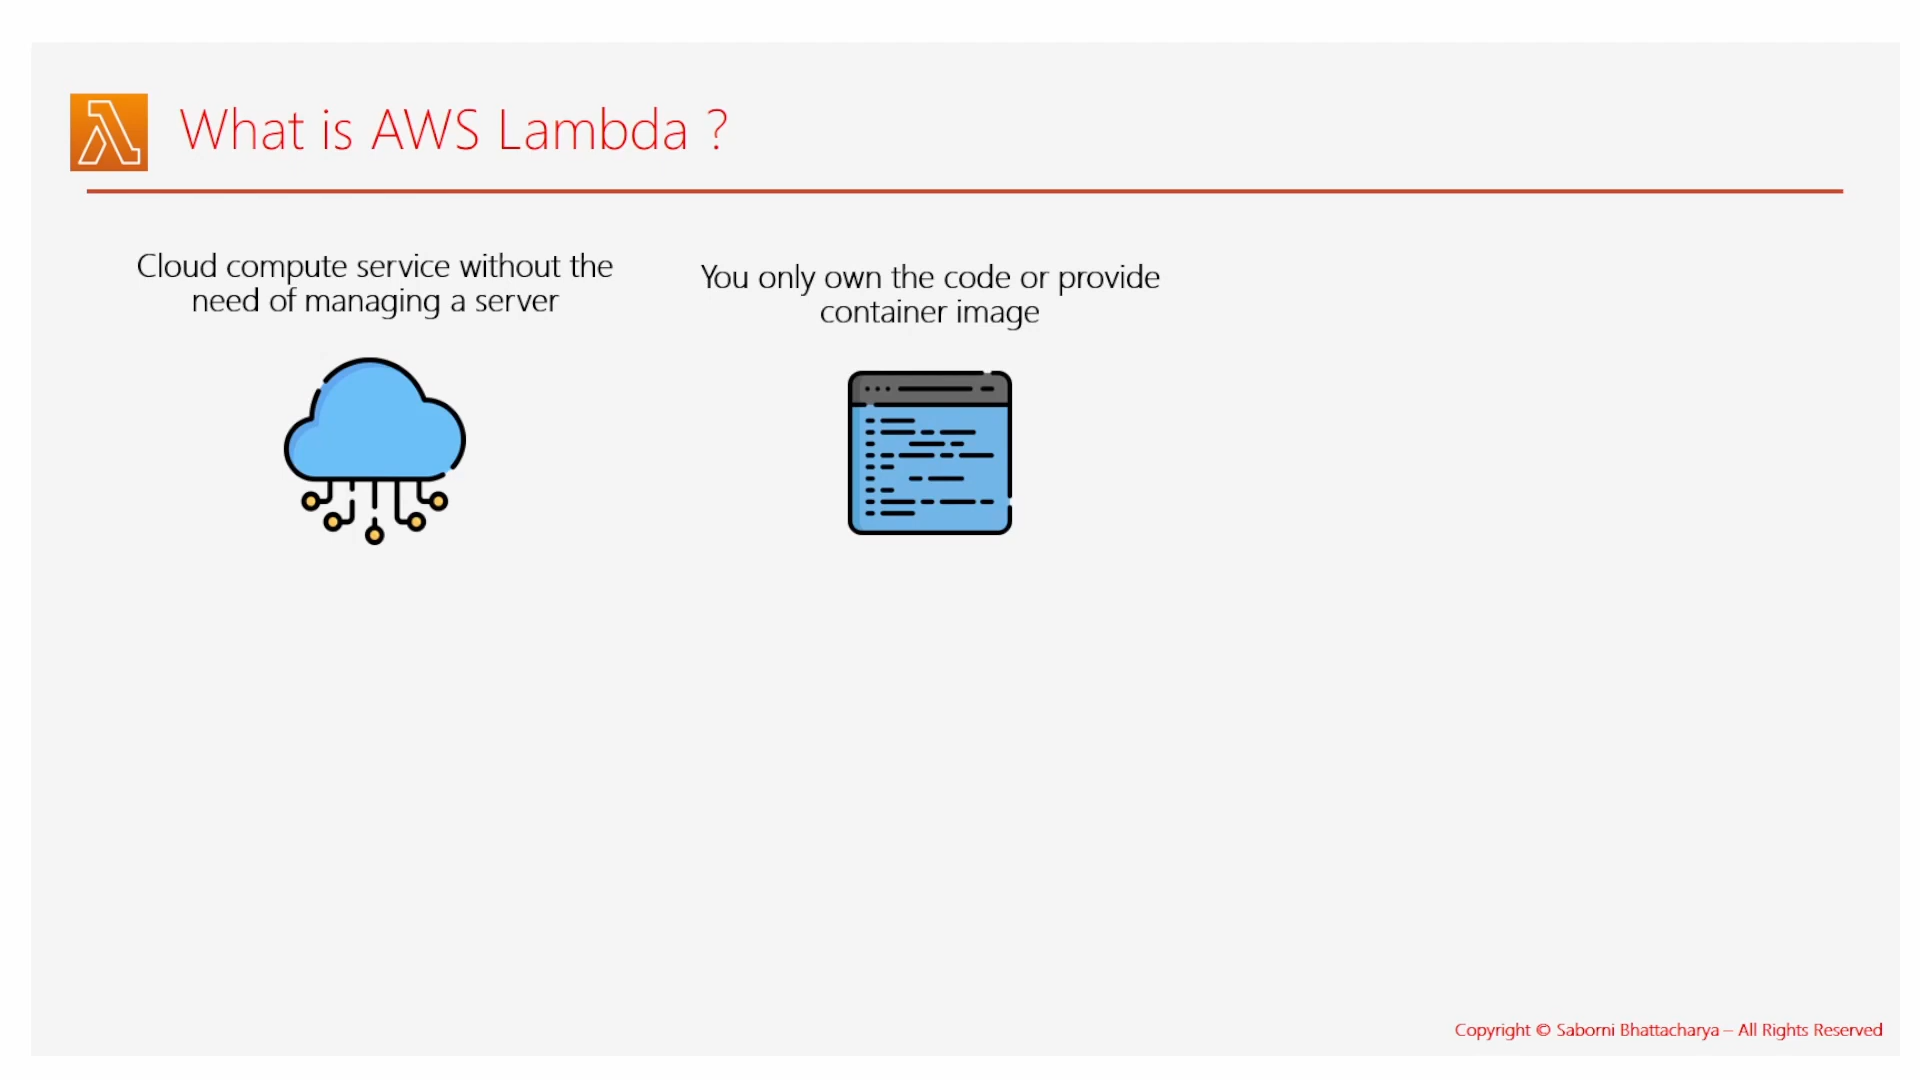 What is AWS Lambda ?
Cloud compute service without the
need of managing a server
You only own the code or provide
container image
Copyright © Saborni Bhattacharya – All Rights Reserved